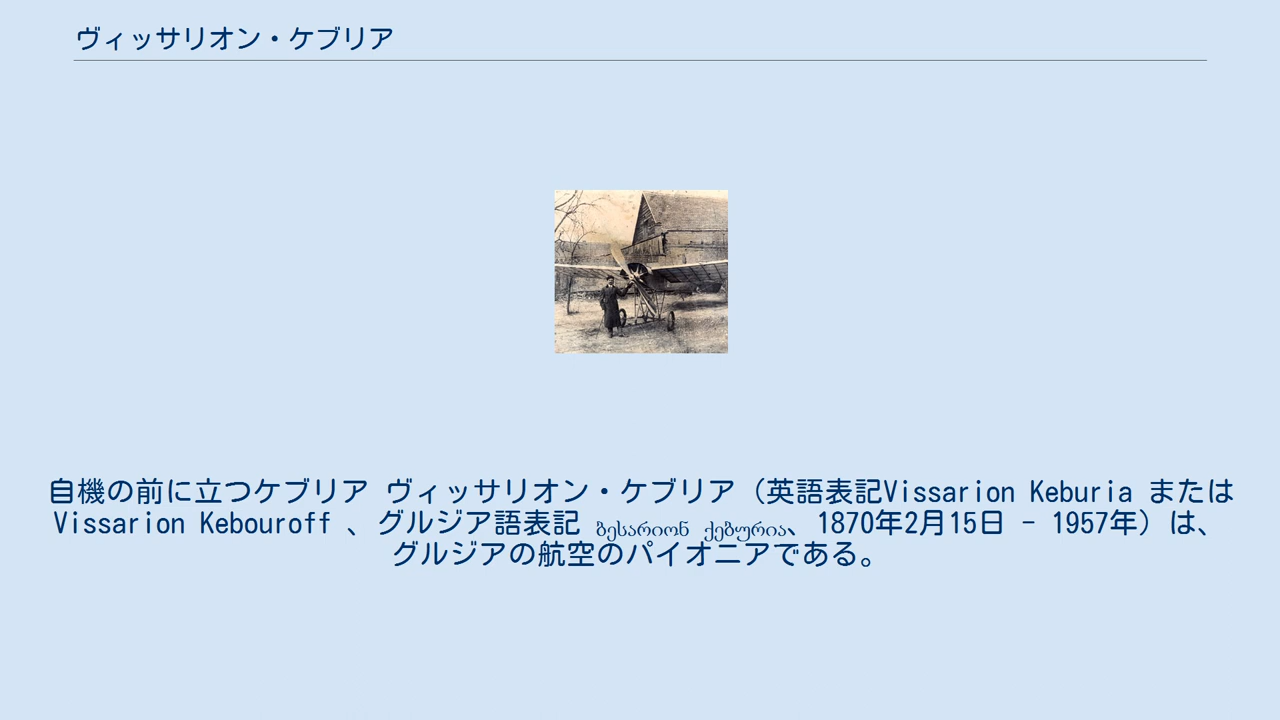 ヴィッサリオン・ケブリア
自機の前に立つケブリア ヴィッサリオン・ケブリア（英語表記Vissarion Keburia または
Vissarion Kebouroff 、グルジア語表記 ბესარიონ ქებურია、1870年2月15日 - 1957年）は、
グルジアの航空のパイオニアである。